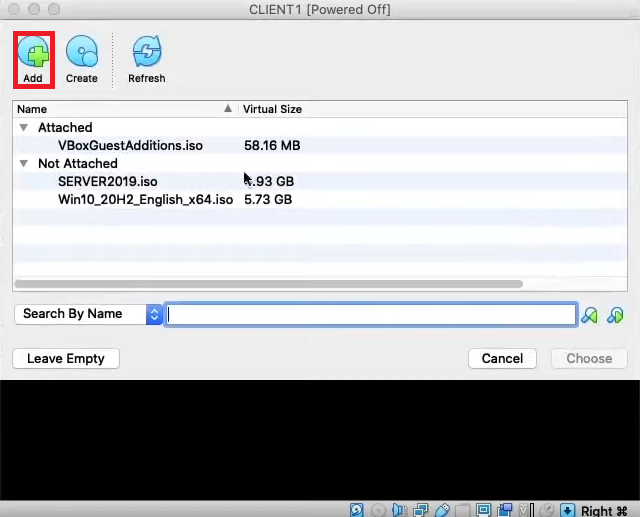 CLIENT1 [Powered Off]
Add Create Refresh
Name Virtual Size
Attached
VBoxGuestAdditions.iso 58.16 MB
Not Attached
SERVER2019.iso .93 GB
Win10_20H2_English_x64.iso 5.73 GB
Search By Name
Leave Empty Cancel Choose
Right ⌘